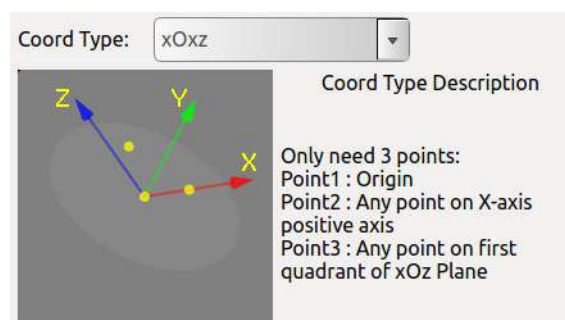 Coord Type: xOxz
Coord Type Description
Z
Y
X
Only need 3 points:
Point1 : Origin
Point2 : Any point on X-axis
positive axis
Point3 : Any point on first
quadrant of xOz Plane